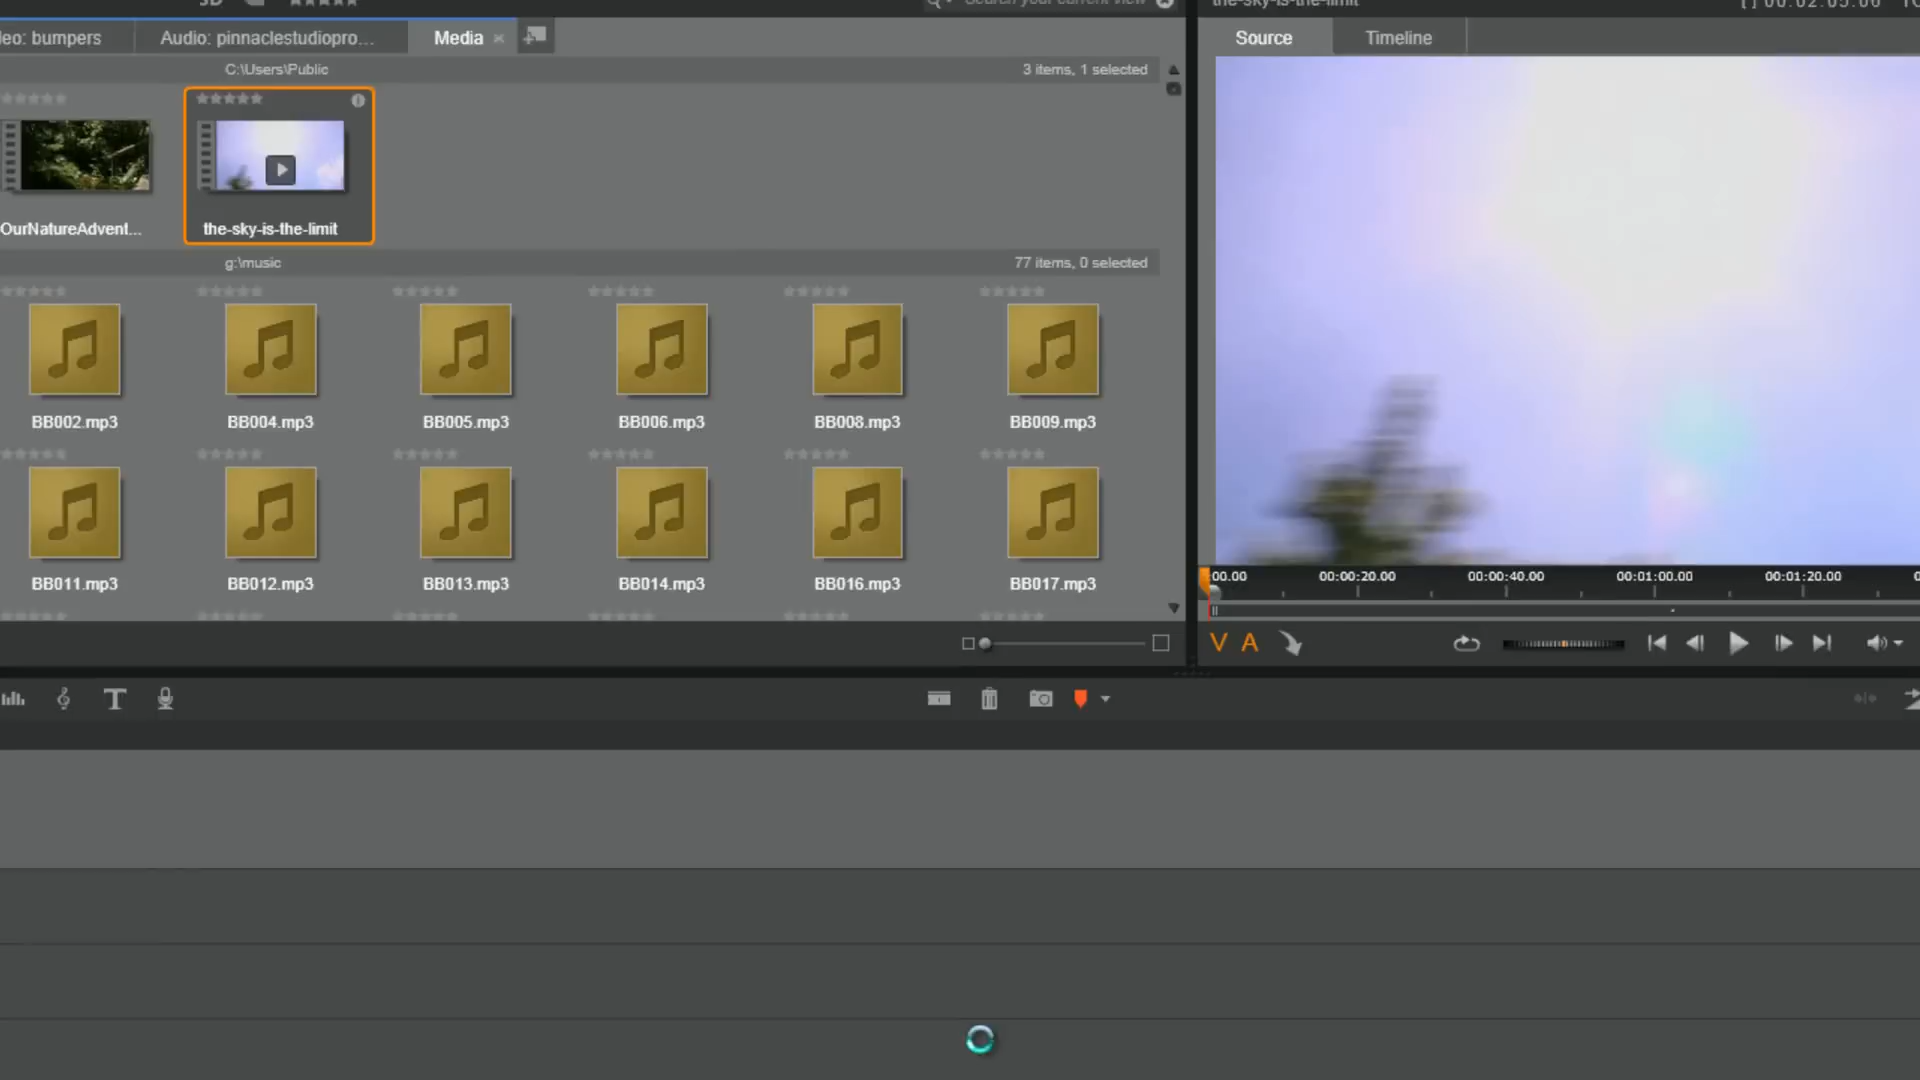 3D
Search your current view
the-sky-is-the-limit
[ ] 00:02:05.06
eo: bumpers
Audio: pinnaclestudiopro...
Media
Source
Timeline
C:\Users\Public
3 items, 1 selected
OurNatureAdvent...
the-sky-is-the-limit
g:\music
77 items, 0 selected
BB002.mp3
BB004.mp3
BB005.mp3
BB006.mp3
BB008.mp3
BB009.mp3
BB011.mp3
BB012.mp3
BB013.mp3
BB014.mp3
BB016.mp3
BB017.mp3
:00.00
00:00:20.00
00:00:40.00
00:01:00.00
00:01:20.00
V A
T